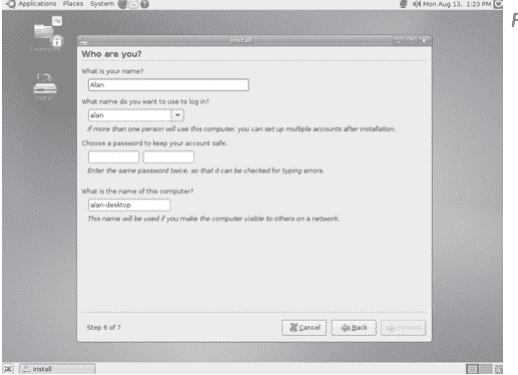 Applications Places System
Mon Aug 13, 1:23 PM
F
Examples
Install
Install
Who are you?
What is your name?
Alan
What name do you want to use to log in?
alan
If more than one person will use this computer, you can set up multiple accounts after installation.
Choose a password to keep your account safe.
Enter the same password twice, so that it can be checked for typing errors.
What is the name of this computer?
alan-desktop
This name will be used if you make the computer visible to others on a network.
Step 6 of 7
Cancel
Back
Forward
Install